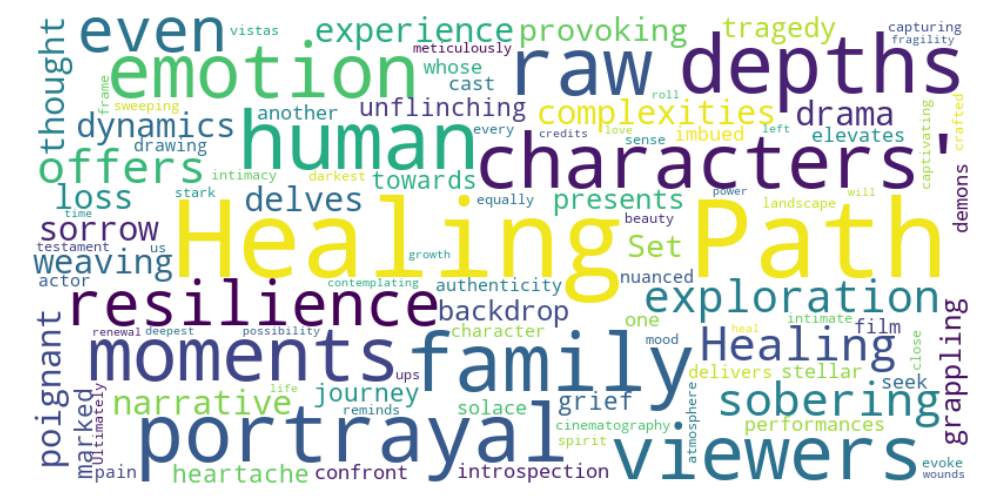 even
vistas
experience
provoking
tragedy
capturing
fragility
thought
emotion
meticulously
whose
raw
depths
frame
sweeping
cast
roll
another
unflinching
complexities
drama
captivating
crafted
dynamics
drawing
human
every
credits
love
sense
imbued
left
elevates
offers
intimacy
darkest
towards
characters'
demons
loss
stark
delves
equally
presents
power
landscape
will
sorrow
time
testament
us
Healing Path
beauty
Set
weaving
actor
growth
contemplating
authenticity
nuanced
resilience
backdrop
one
exploration
poignant
renewal
deepest
possibility
character
mood
intimate
film
heal
Healing
close
grappling
moments
family
delivers
stellar
seek
marked
Ultimately
ups
narrative
life
journey
reminds
solace
grief
sobering
portrayal
cinematography
spirit
atmosphere
performances
viewers
evoke
wounds
pain
heartache
confront
introspection